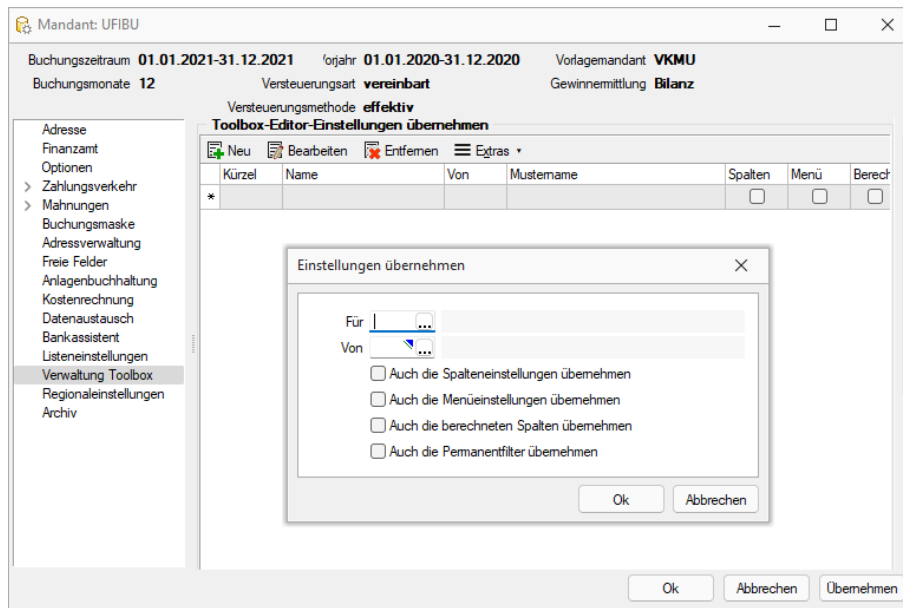 Mandant: UFIBU
Buchungszeitraum 01.01.2021-31.12.2021 'orjahr 01.01.2020-31.12.2020 Vorlagemandant VKMU
Buchungsmonate 12 Versteuerungsart vereinbart Gewinnermittlung Bilanz
Versteuerungsmethode effektiv
Adresse
Finanzamt
Optionen
Zahlungsverkehr
Mahnungen
Buchungsmaske
Adressverwaltung
Freie Felder
Anlagenbuchhaltung
Kostenrechnung
Datenaustausch
Bankassistent
Listeneinstellungen
Verwaltung Toolbox
Regionaleinstellungen
Archiv
Toolbox-Editor-Einstellungen übernehmen
Neu Bearbeiten Entfernen Extras
Kürzel Name Von Mustername Spalten Menü Berech
*
Einstellungen übernehmen
Für ...
Von ...
Auch die Spalteneinstellungen übernehmen
Auch die Menüeinstellungen übernehmen
Auch die berechneten Spalten übernehmen
Auch die Permanentfilter übernehmen
Ok Abbrechen
Ok Abbrechen Übernehmen